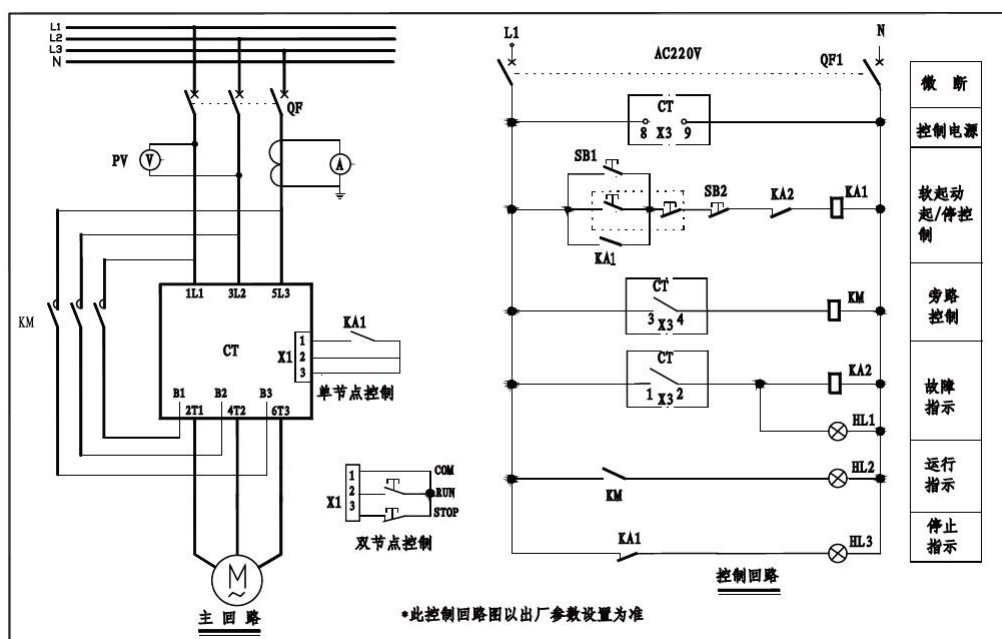 L1
L2
L3
N
QF
PV
V
A
KM
1L1 3L2 5L3
CT
X1
1
2
3
KA1
单节点控制
B1 B2 B3
2T1 4T2 6T3
X1
1
2
3
COM
RUN
STOP
双节点控制
M
~
主回路
L1
AC220V
QF1
N
CT
8 X3 9
SB1
SB2
KA2
KA1
KA1
CT
3 X3 4
KM
CT
1 X3 2
KA2
HL1
KM
HL2
KA1
HL3
控制回路
微断
控制电源
软起动
起/停控
制
旁路
控制
故障
指示
运行
指示
停止
指示
*此控制回路图以出厂参数设置为准